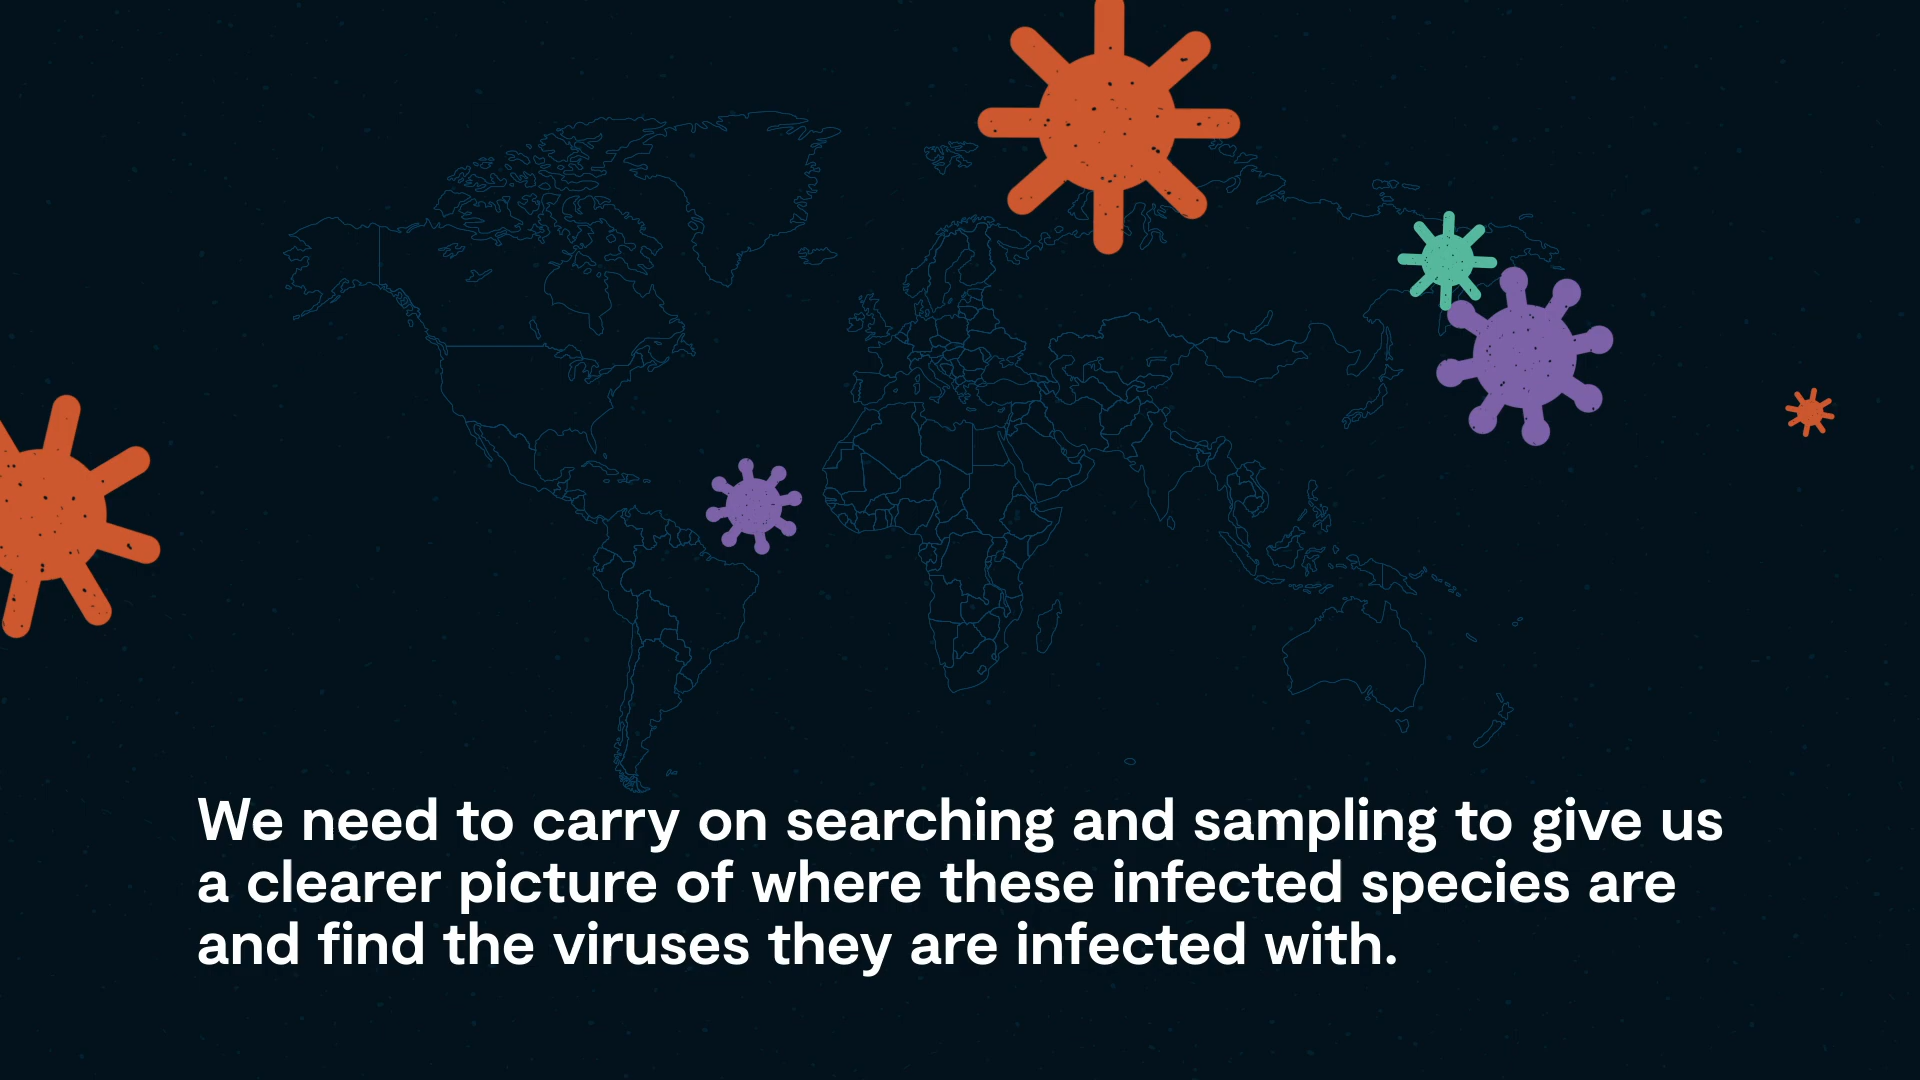 We need to carry on searching and sampling to give us
a clearer picture of where these infected species are
and find the viruses they are infected with.